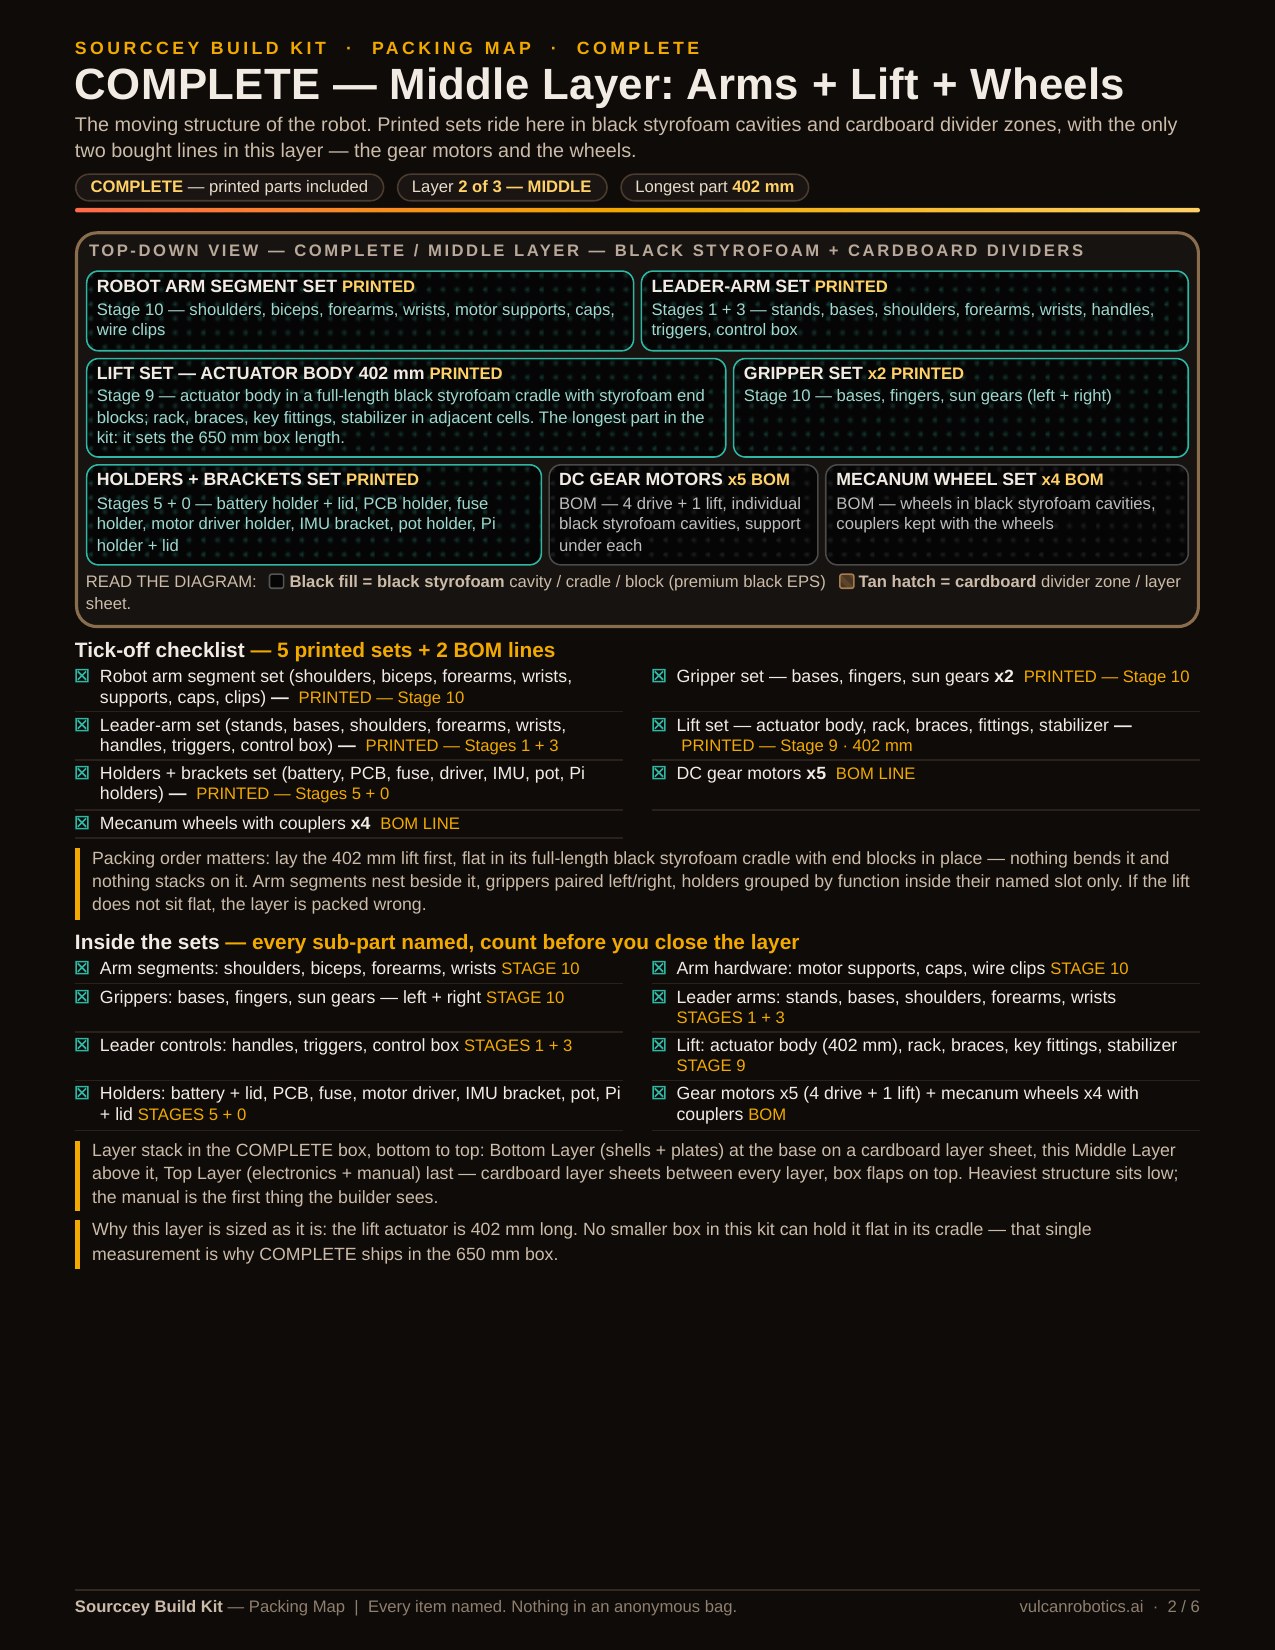 SOURCCEY BUILD KIT · PACKING MAP · COMPLETE
COMPLETE — Middle Layer: Arms + Lift + Wheels
The moving structure of the robot. Printed sets ride here in black styrofoam cavities and cardboard divider zones, with the only
two bought lines in this layer — the gear motors and the wheels.
COMPLETE — printed parts included
Layer 2 of 3 — MIDDLE
Longest part 402 mm
TOP-DOWN VIEW — COMPLETE / MIDDLE LAYER — BLACK STYROFOAM + CARDBOARD DIVIDERS
ROBOT ARM SEGMENT SET PRINTED
Stage 10 — shoulders, biceps, forearms, wrists, motor supports, caps,
wire clips
LEADER-ARM SET PRINTED
Stages 1 + 3 — stands, bases, shoulders, forearms, wrists, handles,
triggers, control box
LIFT SET — ACTUATOR BODY 402 mm PRINTED
Stage 9 — actuator body in a full-length black styrofoam cradle with styrofoam end
blocks; rack, braces, key fittings, stabilizer in adjacent cells. The longest part in the
kit: it sets the 650 mm box length.
GRIPPER SET x2 PRINTED
Stage 10 — bases, fingers, sun gears (left + right)
HOLDERS + BRACKETS SET PRINTED
Stages 5 + 0 — battery holder + lid, PCB holder, fuse
holder, motor driver holder, IMU bracket, pot holder, Pi
holder + lid
DC GEAR MOTORS x5 BOM
BOM — 4 drive + 1 lift, individual
black styrofoam cavities, support
under each
MECANUM WHEEL SET x4 BOM
BOM — wheels in black styrofoam cavities,
couplers kept with the wheels
READ THE DIAGRAM: Black fill = black styrofoam cavity / cradle / block (premium black EPS) Tan hatch = cardboard divider zone / layer
sheet.
Tick-off checklist — 5 printed sets + 2 BOM lines
☒ Robot arm segment set (shoulders, biceps, forearms, wrists,
supports, caps, clips) — PRINTED — Stage 10
☒ Gripper set — bases, fingers, sun gears x2 PRINTED — Stage 10
☒ Leader-arm set (stands, bases, shoulders, forearms, wrists,
handles, triggers, control box) — PRINTED — Stages 1 + 3
☒ Lift set — actuator body, rack, braces, fittings, stabilizer —
PRINTED — Stage 9 · 402 mm
☒ Holders + brackets set (battery, PCB, fuse, driver, IMU, pot, Pi
holders) — PRINTED — Stages 5 + 0
☒ DC gear motors x5 BOM LINE
☒ Mecanum wheels with couplers x4 BOM LINE
Packing order matters: lay the 402 mm lift first, flat in its full-length black styrofoam cradle with end blocks in place — nothing bends it and
nothing stacks on it. Arm segments nest beside it, grippers paired left/right, holders grouped by function inside their named slot only. If the lift
does not sit flat, the layer is packed wrong.
Inside the sets — every sub-part named, count before you close the layer
☒ Arm segments: shoulders, biceps, forearms, wrists STAGE 10
☒ Arm hardware: motor supports, caps, wire clips STAGE 10
☒ Grippers: bases, fingers, sun gears — left + right STAGE 10
☒ Leader arms: stands, bases, shoulders, forearms, wrists
STAGES 1 + 3
☒ Leader controls: handles, triggers, control box STAGES 1 + 3
☒ Lift: actuator body (402 mm), rack, braces, key fittings, stabilizer
STAGE 9
☒ Holders: battery + lid, PCB, fuse, motor driver, IMU bracket, pot, Pi
+ lid STAGES 5 + 0
☒ Gear motors x5 (4 drive + 1 lift) + mecanum wheels x4 with
couplers BOM
Layer stack in the COMPLETE box, bottom to top: Bottom Layer (shells + plates) at the base on a cardboard layer sheet, this Middle Layer
above it, Top Layer (electronics + manual) last — cardboard layer sheets between every layer, box flaps on top. Heaviest structure sits low;
the manual is the first thing the builder sees.
Why this layer is sized as it is: the lift actuator is 402 mm long. No smaller box in this kit can hold it flat in its cradle — that single
measurement is why COMPLETE ships in the 650 mm box.
Sourccey Build Kit — Packing Map | Every item named. Nothing in an anonymous bag.
vulcanrobotics.ai · 2 / 6